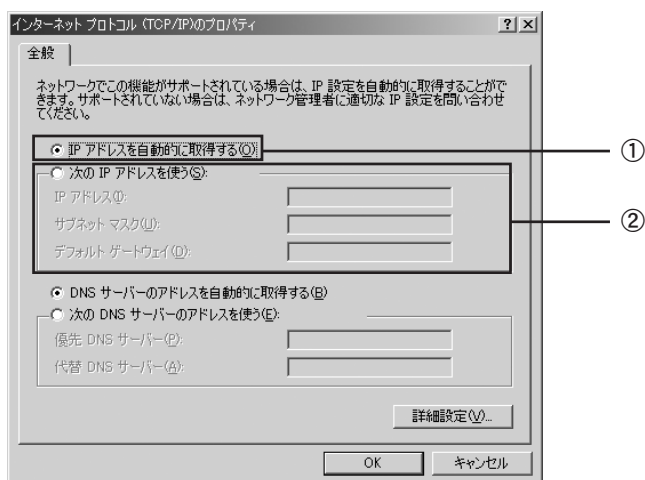 インターネット プロトコル (TCP/IP)のプロパティ
全般
ネットワークでこの機能がサポートされている場合は、IP 設定を自動的に取得することがで
きます。サポートされていない場合は、ネットワーク管理者に適切な IP 設定を問い合わせ
てください。
IP アドレスを自動的に取得する(O)
①
次の IP アドレスを使う(S):
IP アドレス(I):
サブネット マスク(U):
②
デフォルト ゲートウェイ(D):
DNS サーバーのアドレスを自動的に取得する(B)
次の DNS サーバーのアドレスを使う(E):
優先 DNS サーバー(P):
代替 DNS サーバー(A):
詳細設定(V)...
OK
キャンセル